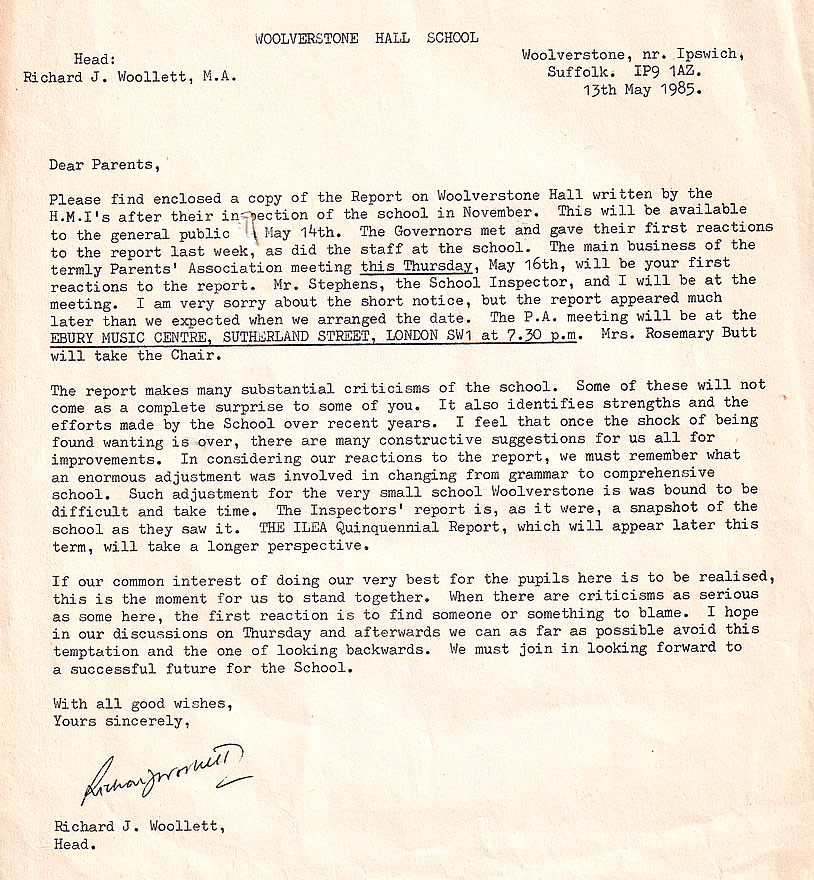 WOOLVERSTONE HALL SCHOOL
Head:
Richard J. Woollett, M.A.
Woolverstone, nr. Ipswich,
Suffolk. IP9 1AZ.
13th May 1985.
Dear Parents,
Please find enclosed a copy of the Report on Woolverstone Hall written by the
H.M.I's after their inspection of the school in November. This will be available
to the general public May 14th. The Governors met and gave their first reactions
to the report last week, as did the staff at the school. The main business of the
termly Parents' Association meeting this Thursday, May 16th, will be your first
reactions to the report. Mr. Stephens, the School Inspector, and I will be at the
meeting. I am very sorry about the short notice, but the report appeared much
later than we expected when we arranged the date. The P.A. meeting will be at the
EBURY MUSIC CENTRE, SUTHERLAND STREET, LONDON SW1 at 7.30 p.m. Mrs. Rosemary Butt
will take the Chair.
The report makes many substantial criticisms of the school. Some of these will not
come as a complete surprise to some of you. It also identifies strengths and the
efforts made by the School over recent years. I feel that once the shock of being
found wanting is over, there are many constructive suggestions for us all for
improvements. In considering our reactions to the report, we must remember what
an enormous adjustment was involved in changing from grammar to comprehensive
school. Such adjustment for the very small school Woolverstone is was bound to be
difficult and take time. The Inspectors' report is, as it were, a snapshot of the
school as they saw it. THE ILEA Quinquennial Report, which will appear later this
term, will take a longer perspective.
If our common interest of doing our very best for the pupils here is to be realised,
this is the moment for us to stand together. When there are criticisms as serious
as some here, the first reaction is to find someone or something to blame. I hope
in our discussions on Thursday and afterwards we can as far as possible avoid this
temptation and the one of looking backwards. We must join in looking forward to
a successful future for the School.
With all good wishes,
Yours sincerely,
Richard J Woollett
Richard J. Woollett,
Head.